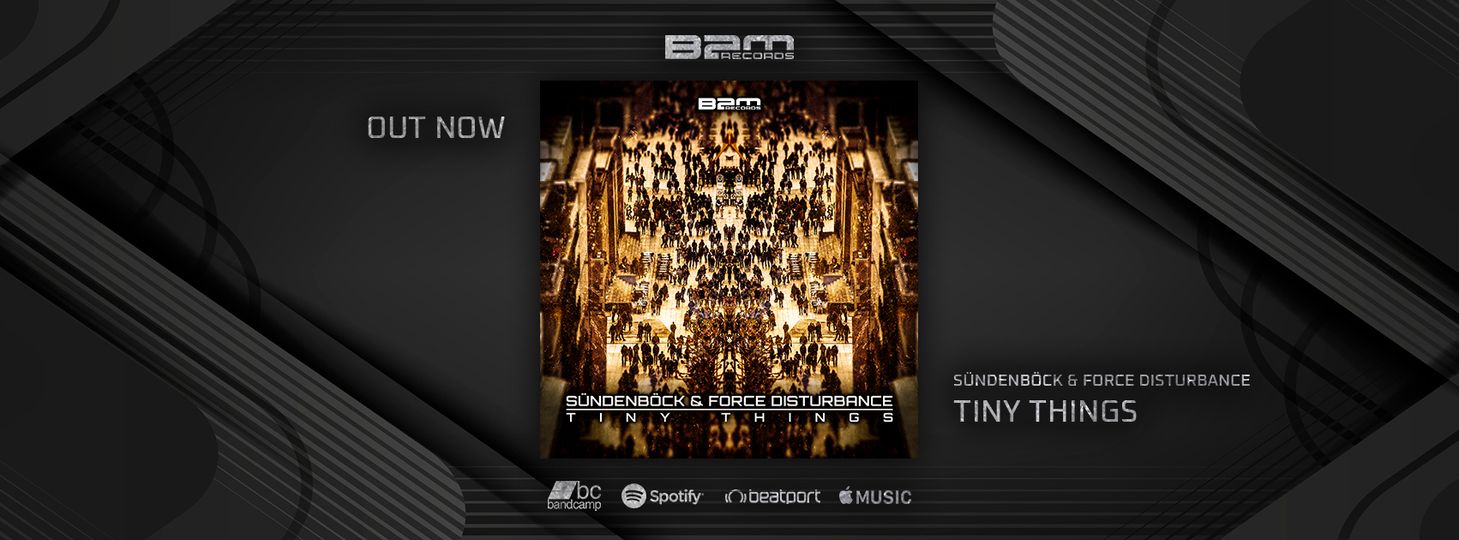 B2M
RECORDS
OUT NOW
B2M
RECORDS
SÜNDENBÖCK & FORCE DISTURBANCE
TINY THINGS
SÜNDENBÖCK & FORCE DISTURBANCE
TINY THINGS
bc
bandcamp
Spotify
beatport
MUSIC